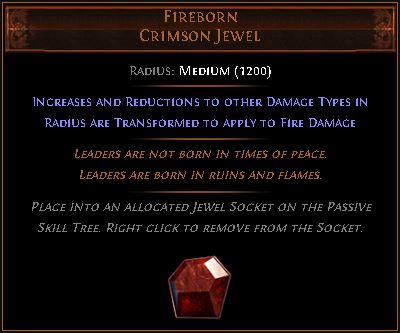 Fireborn
Crimson Jewel
Radius: Medium (1200)
Increases and Reductions to other Damage Types in
Radius are Transformed to apply to Fire Damage
Leaders are not born in times of peace.
Leaders are born in ruins and flames.
Place into an allocated Jewel Socket on the Passive
Skill Tree. Right click to remove from the Socket.